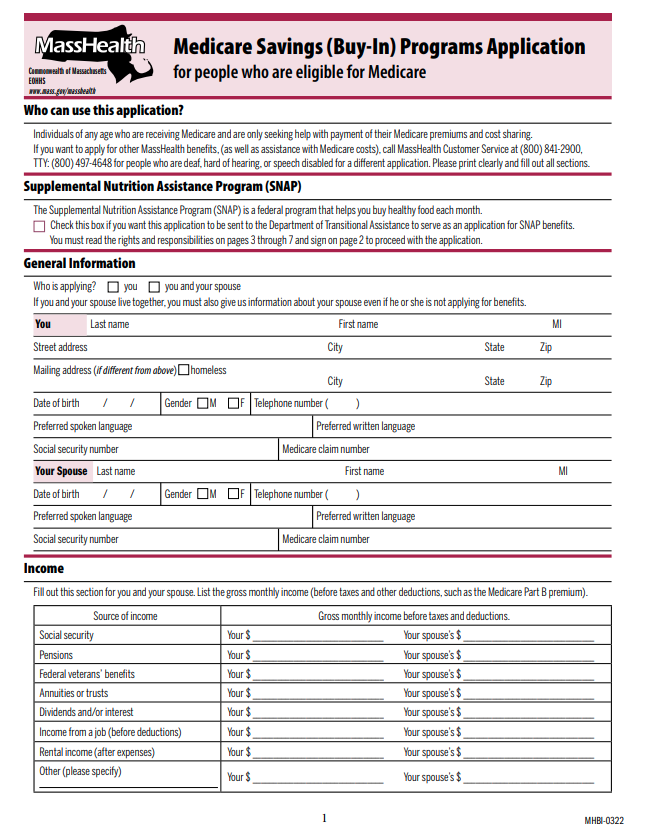 MassHealth
Commonwealth of Massachusetts
EOHHS
www.mass.gov/masshealth
Medicare Savings (Buy-In) Programs Application
for people who are eligible for Medicare
Who can use this application?
Individuals of any age who are receiving Medicare and are only seeking help with payment of their Medicare premiums and cost sharing.
If you want to apply for other MassHealth benefits, (as well as assistance with Medicare costs), call MassHealth Customer Service at (800) 841-2900,
TTY: (800) 497-4648 for people who are deaf, hard of hearing, or speech disabled for a different application. Please print clearly and fill out all sections.
Supplemental Nutrition Assistance Program (SNAP)
The Supplemental Nutrition Assistance Program (SNAP) is a federal program that helps you buy healthy food each month.
Check this box if you want this application to be sent to the Department of Transitional Assistance to serve as an application for SNAP benefits.
You must read the rights and responsibilities on pages 3 through 7 and sign on page 2 to proceed with the application.
General Information
Who is applying? you you and your spouse
If you and your spouse live together, you must also give us information about your spouse even if he or she is not applying for benefits.
You Last name First name MI
Street address City State Zip
Mailing address (if different from above) homeless
City State Zip
Date of birth / / Gender M F Telephone number ( )
Preferred spoken language Preferred written language
Social security number Medicare claim number
Your Spouse Last name First name MI
Date of birth / / Gender M F Telephone number ( )
Preferred spoken language Preferred written language
Social security number Medicare claim number
Income
Fill out this section for you and your spouse. List the gross monthly income (before taxes and other deductions, such as the Medicare Part B premium).
Source of income Gross monthly income before taxes and deductions.
Social security Your $ Your spouse's $
Pensions Your $ Your spouse's $
Federal veterans' benefits Your $ Your spouse's $
Annuities or trusts Your $ Your spouse's $
Dividends and/or interest Your $ Your spouse's $
Income from a job (before deductions) Your $ Your spouse's $
Rental income (after expenses) Your $ Your spouse's $
Other (please specify) Your $ Your spouse's $
1
MHBI-0322